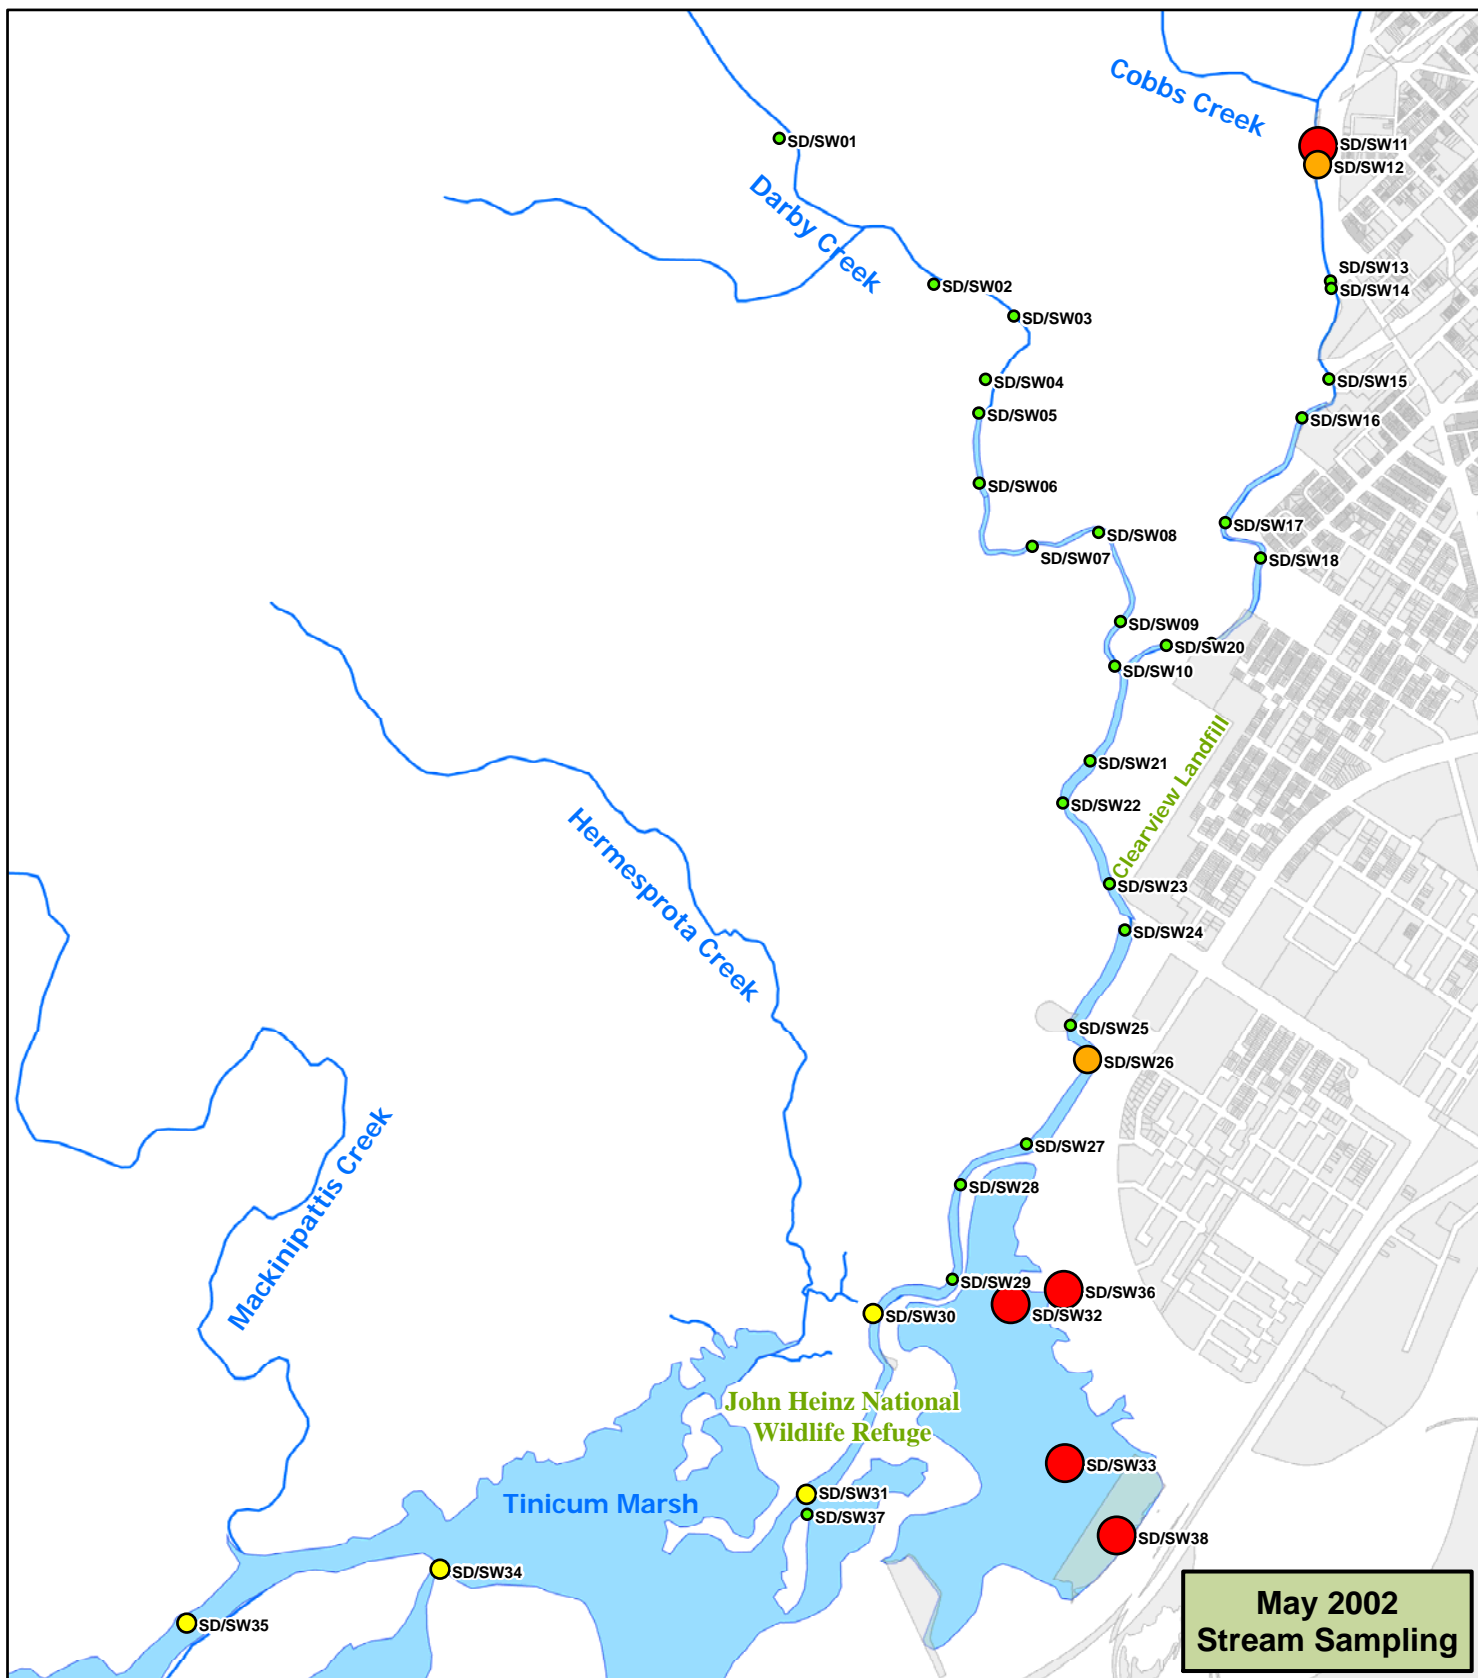 Cobbs Creek
SD/SW01
SD/SW11
SD/SW12
Darby Creek
SD/SW02
SD/SW13
SD/SW14
SD/SW03
SD/SW04
SD/SW15
SD/SW05
SD/SW16
SD/SW06
SD/SW17
SD/SW08
SD/SW07
SD/SW18
SD/SW09
SD/SW20
SD/SW10
Clearview Landfill
SD/SW21
SD/SW22
Hermesprota Creek
SD/SW23
SD/SW24
SD/SW25
SD/SW26
Mackinipattis Creek
SD/SW27
SD/SW28
SD/SW29
SD/SW36
SD/SW30
SD/SW32
John Heinz National
Wildlife Refuge
SD/SW33
SD/SW31
Tinicum Marsh
SD/SW37
SD/SW38
SD/SW34
SD/SW35
May 2002
Stream Sampling